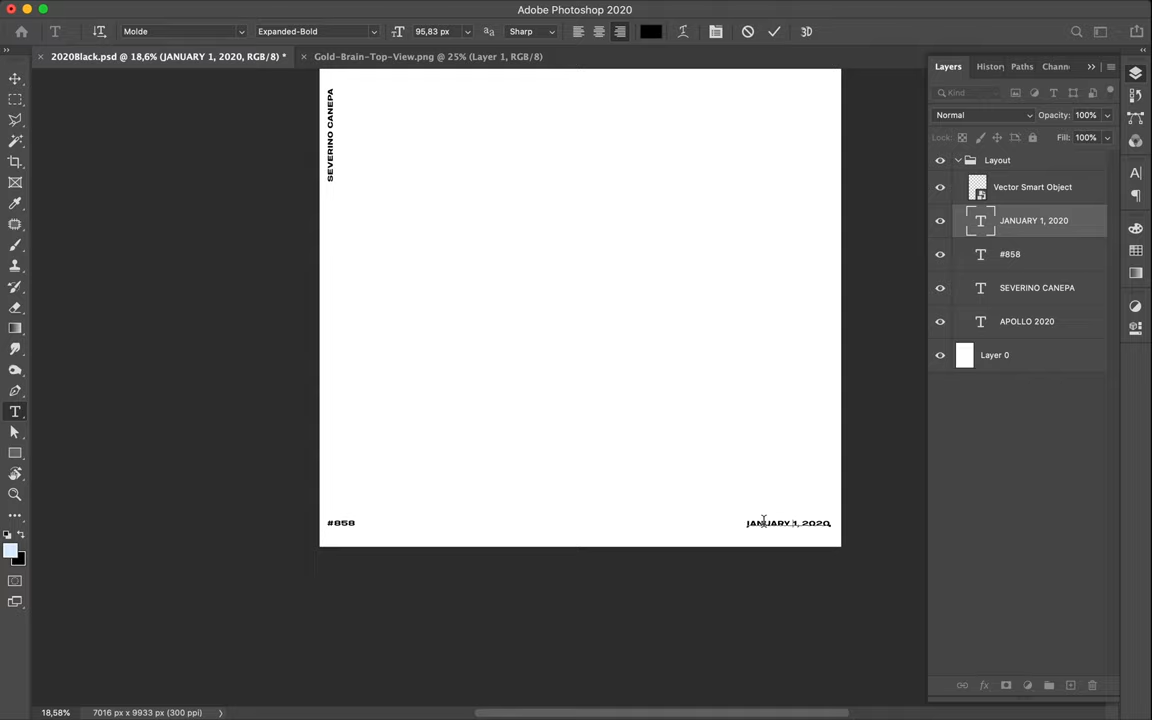 Adobe Photoshop 2020
Molde
Expanded-Bold
95,83 px
Sharp
3D
2020Black.psd @ 18,6% (JANUARY 1, 2020, RGB/8) *
Gold-Brain-Top-View.png @ 25% (Layer 1, RGB/8)
Layers
History
Paths
Chann
Kind
Normal
Opacity: 100%
Lock:
Fill: 100%
Layout
Vector Smart Object
JANUARY 1, 2020
#858
SEVERINO CANEPA
APOLLO 2020
Layer 0
SEVERINO CANEPA
#858
JANUARY 1, 2020
18,58%
7016 px x 9933 px (300 ppi)